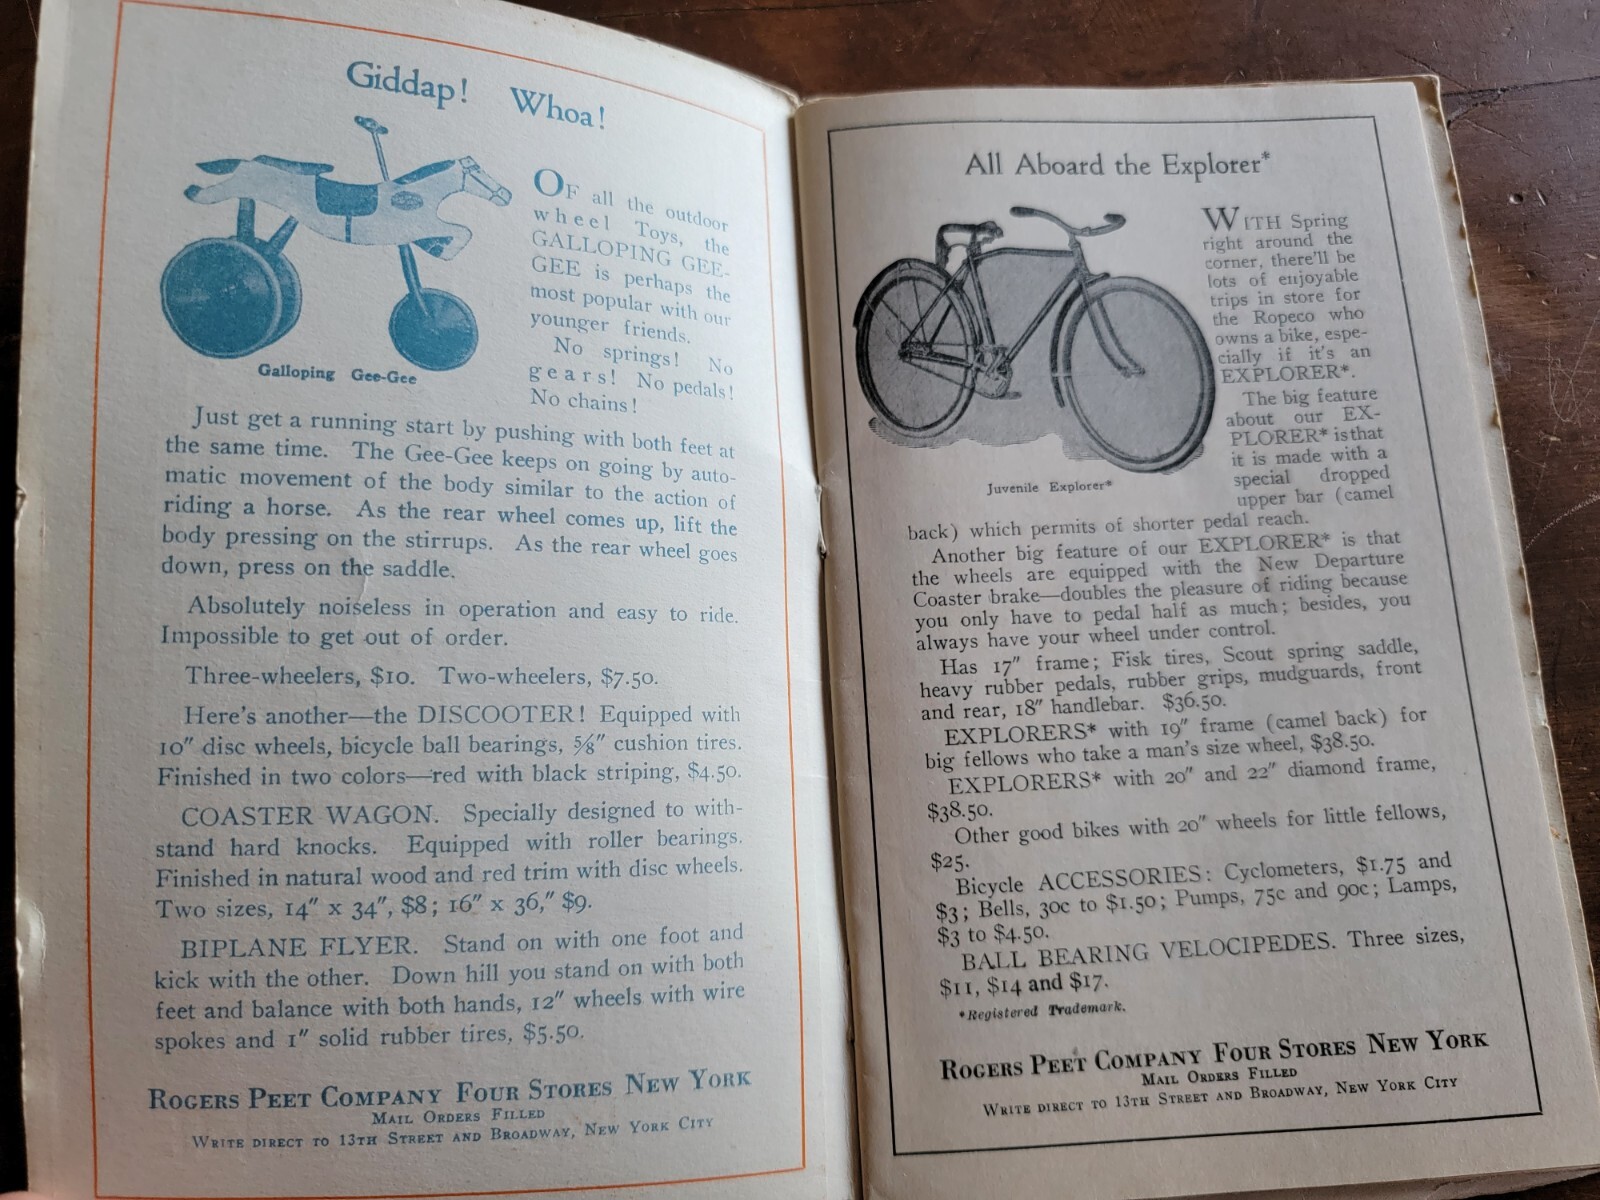 Giddap! Whoa!
OF all the outdoor
wheel Toys, the
GALLOPING GEE-
GEE is perhaps the
most popular with our
younger friends.
No springs! No
gears! No pedals!
No chains!
Galloping Gee-Gee
Just get a running start by pushing with both feet at
the same time. The Gee-Gee keeps on going by auto-
matic movement of the body similar to the action of
riding a horse. As the rear wheel comes up, lift the
body pressing on the stirrups. As the rear wheel goes
down, press on the saddle.
Absolutely noiseless in operation and easy to ride.
Impossible to get out of order.
Three-wheelers, $10. Two-wheelers, $7.50.
Here's another—the DISCOOTER! Equipped with
10" disc wheels, bicycle ball bearings, ⅝" cushion tires.
Finished in two colors—red with black striping, $4.50.
COASTER WAGON. Specially designed to with-
stand hard knocks. Equipped with roller bearings.
Finished in natural wood and red trim with disc wheels.
Two sizes, 14" x 34", $8; 16" x 36," $9.
BIPLANE FLYER. Stand on with one foot and
kick with the other. Down hill you stand on with both
feet and balance with both hands, 12" wheels with wire
spokes and 1" solid rubber tires, $5.50.
ROGERS PEET COMPANY FOUR STORES NEW YORK
MAIL ORDERS FILLED
WRITE DIRECT TO 13TH STREET AND BROADWAY, NEW YORK CITY
All Aboard the Explorer*
WITH Spring
right around the
corner, there'll be
lots of enjoyable
trips in store for
the Ropeco who
owns a bike, espe-
cially if it's an
EXPLORER*.
The big feature
about our EX-
PLORER* is that
it is made with a
special dropped
upper bar (camel
Juvenile Explorer*
back) which permits of shorter pedal reach.
Another big feature of our EXPLORER* is that
the wheels are equipped with the New Departure
Coaster brake—doubles the pleasure of riding because
you only have to pedal half as much; besides, you
always have your wheel under control.
Has 17" frame; Fisk tires, Scout spring saddle,
heavy rubber pedals, rubber grips, mudguards, front
and rear, 18" handlebar. $36.50.
EXPLORERS* with 19" frame (camel back) for
big fellows who take a man's size wheel, $38.50.
EXPLORERS* with 20" and 22" diamond frame,
$38.50.
Other good bikes with 20" wheels for little fellows,
$25.
Bicycle ACCESSORIES: Cyclometers, $1.75 and
$3; Bells, 30c to $1.50; Pumps, 75c and 90c; Lamps,
$3 to $4.50.
BALL BEARING VELOCIPEDES. Three sizes,
$11, $14 and $17.
*Registered Trademark.
ROGERS PEET COMPANY FOUR STORES NEW YORK
MAIL ORDERS FILLED
WRITE DIRECT TO 13TH STREET AND BROADWAY, NEW YORK CITY